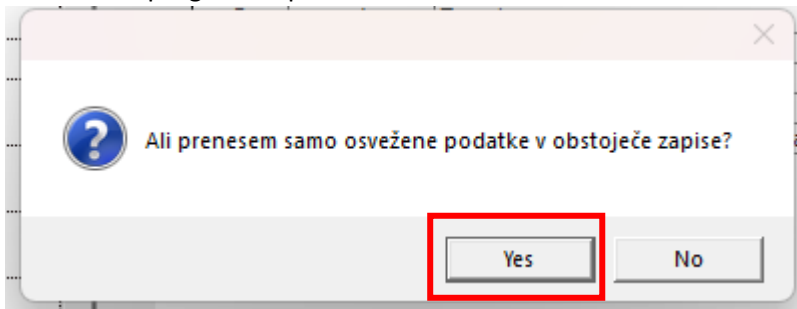 Ali prenesem samo osvežene podatke v obstoječe zapise?
Yes
No